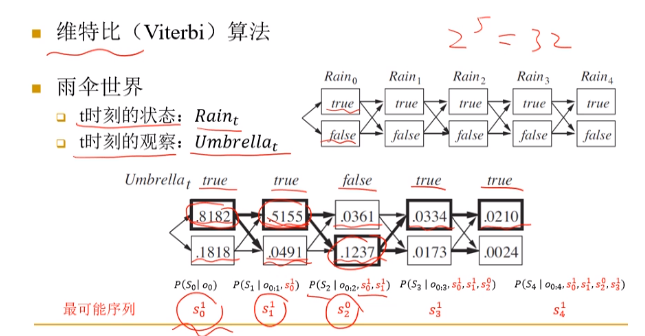 维特比（Viterbi）算法
2^5 = 32
雨伞世界
t时刻的状态：Rain_t
t时刻的观察：Umbrella_t
Rain_0 Rain_1 Rain_2 Rain_3 Rain_4
true true true true true
false false false false false
Umbrella_t true true false true true
.8182 .5155 .0361 .0334 .0210
.1818 .0491 .1237 .0173 .0024
P(S_0|o_0) P(S_1|o_{0:1}, s_0^1) P(S_2|o_{0:2}, s_0^1, s_1^1) P(S_3|o_{0:3}, s_0^1, s_1^1, s_2^0) P(S_4|o_{0:4}, s_0^1, s_1^1, s_2^0, s_3^1)
最可能序列 s_0^1 s_1^1 s_2^0 s_3^1 s_4^1